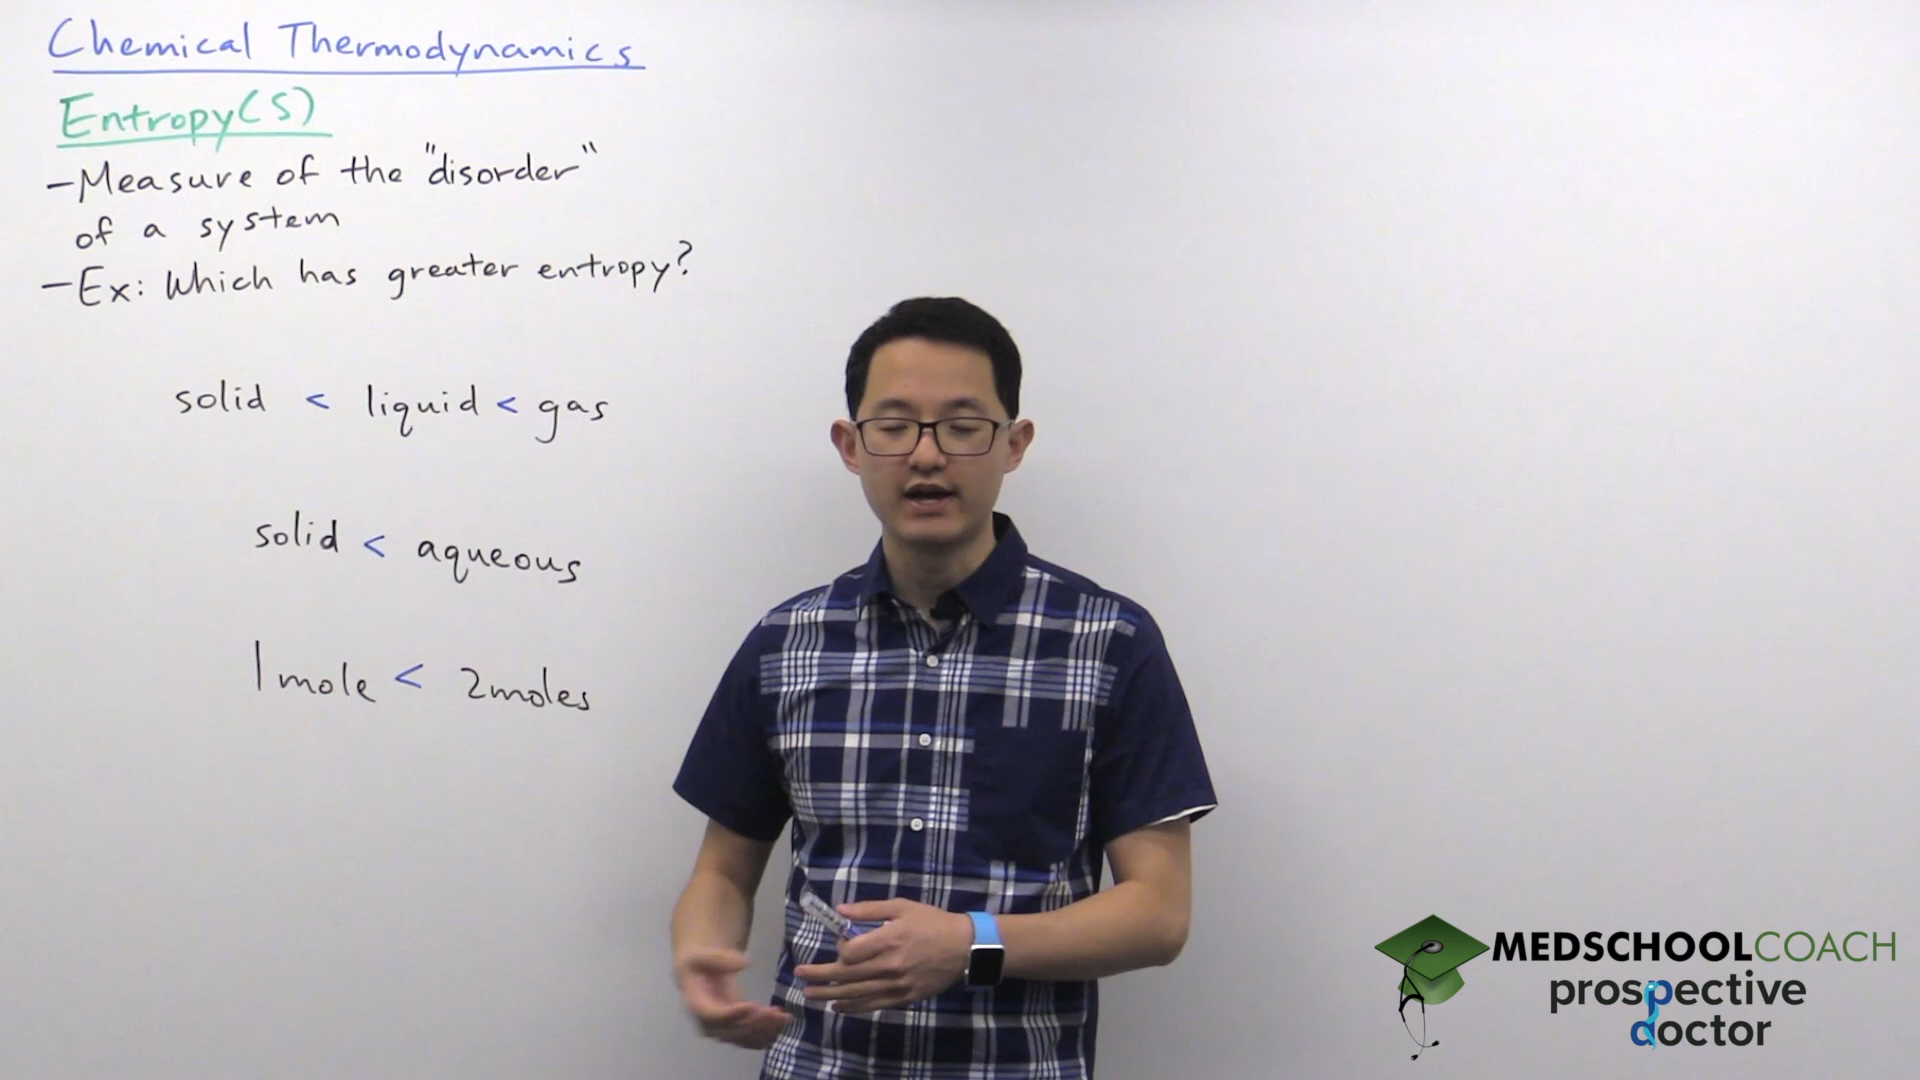 Chemical Thermodynamics
Entropy(S)
-Measure of the "disorder"
of a system
-Ex: Which has greater entropy?
solid < liquid < gas
solid < aqueous
1 mole < 2 moles
MEDSCHOOLCOACH
prospective
doctor